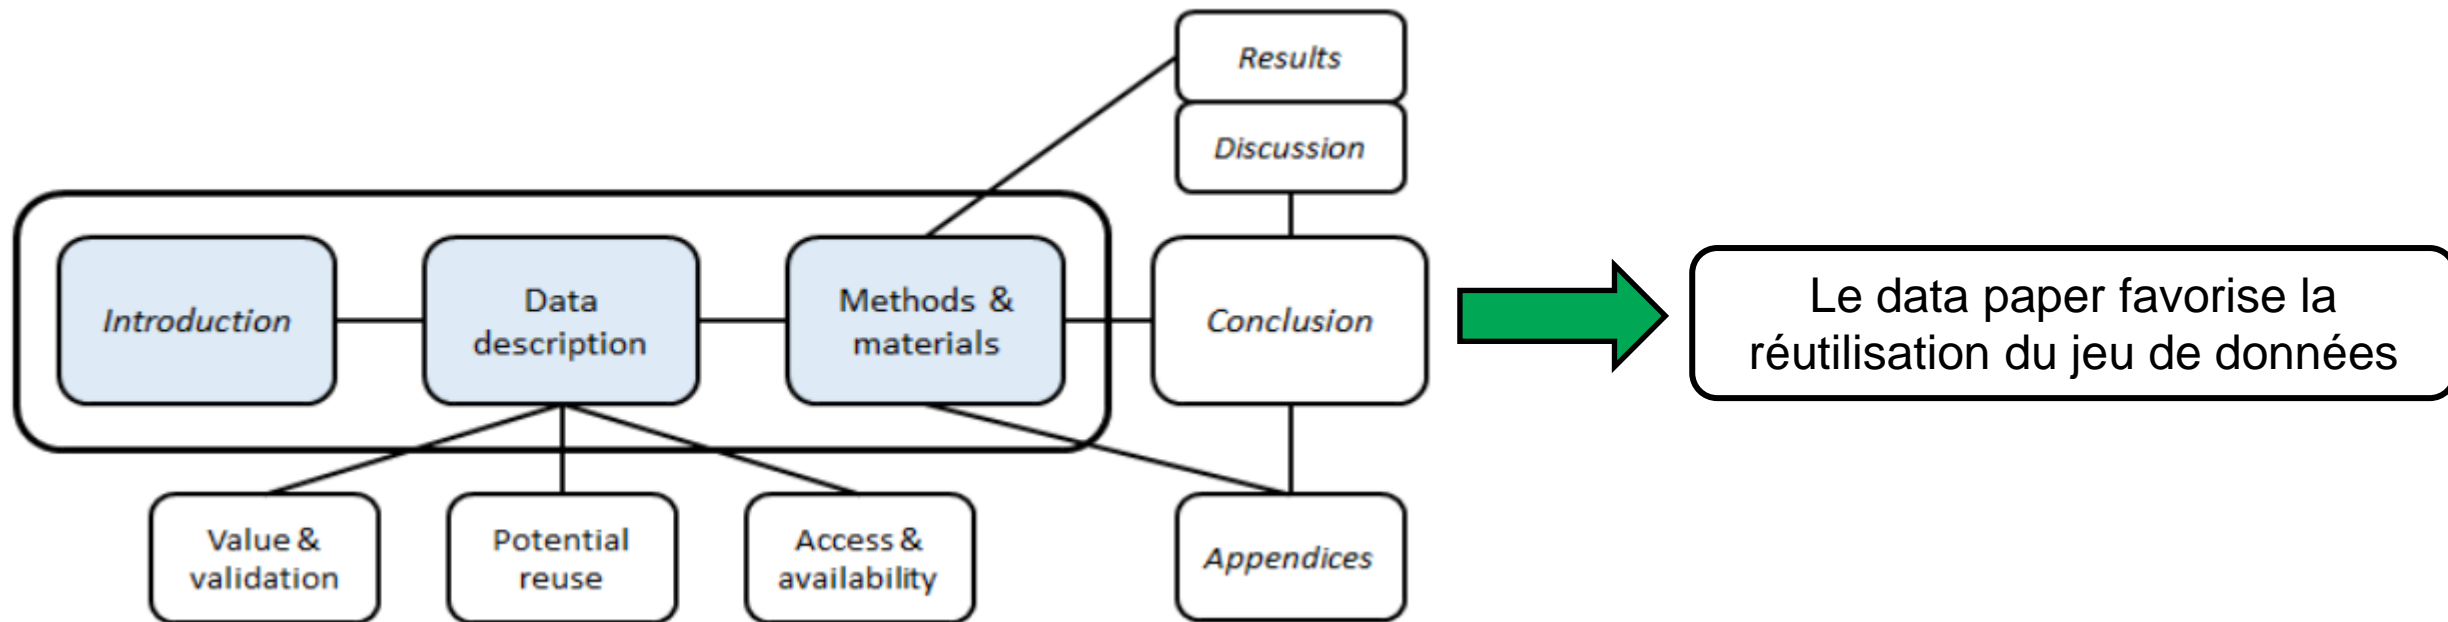 Results
Discussion
Introduction
Data
description
Methods &
materials
Conclusion
Le data paper favorise la
réutilisation du jeu de données
Value &
validation
Potential
reuse
Access &
availability
Appendices